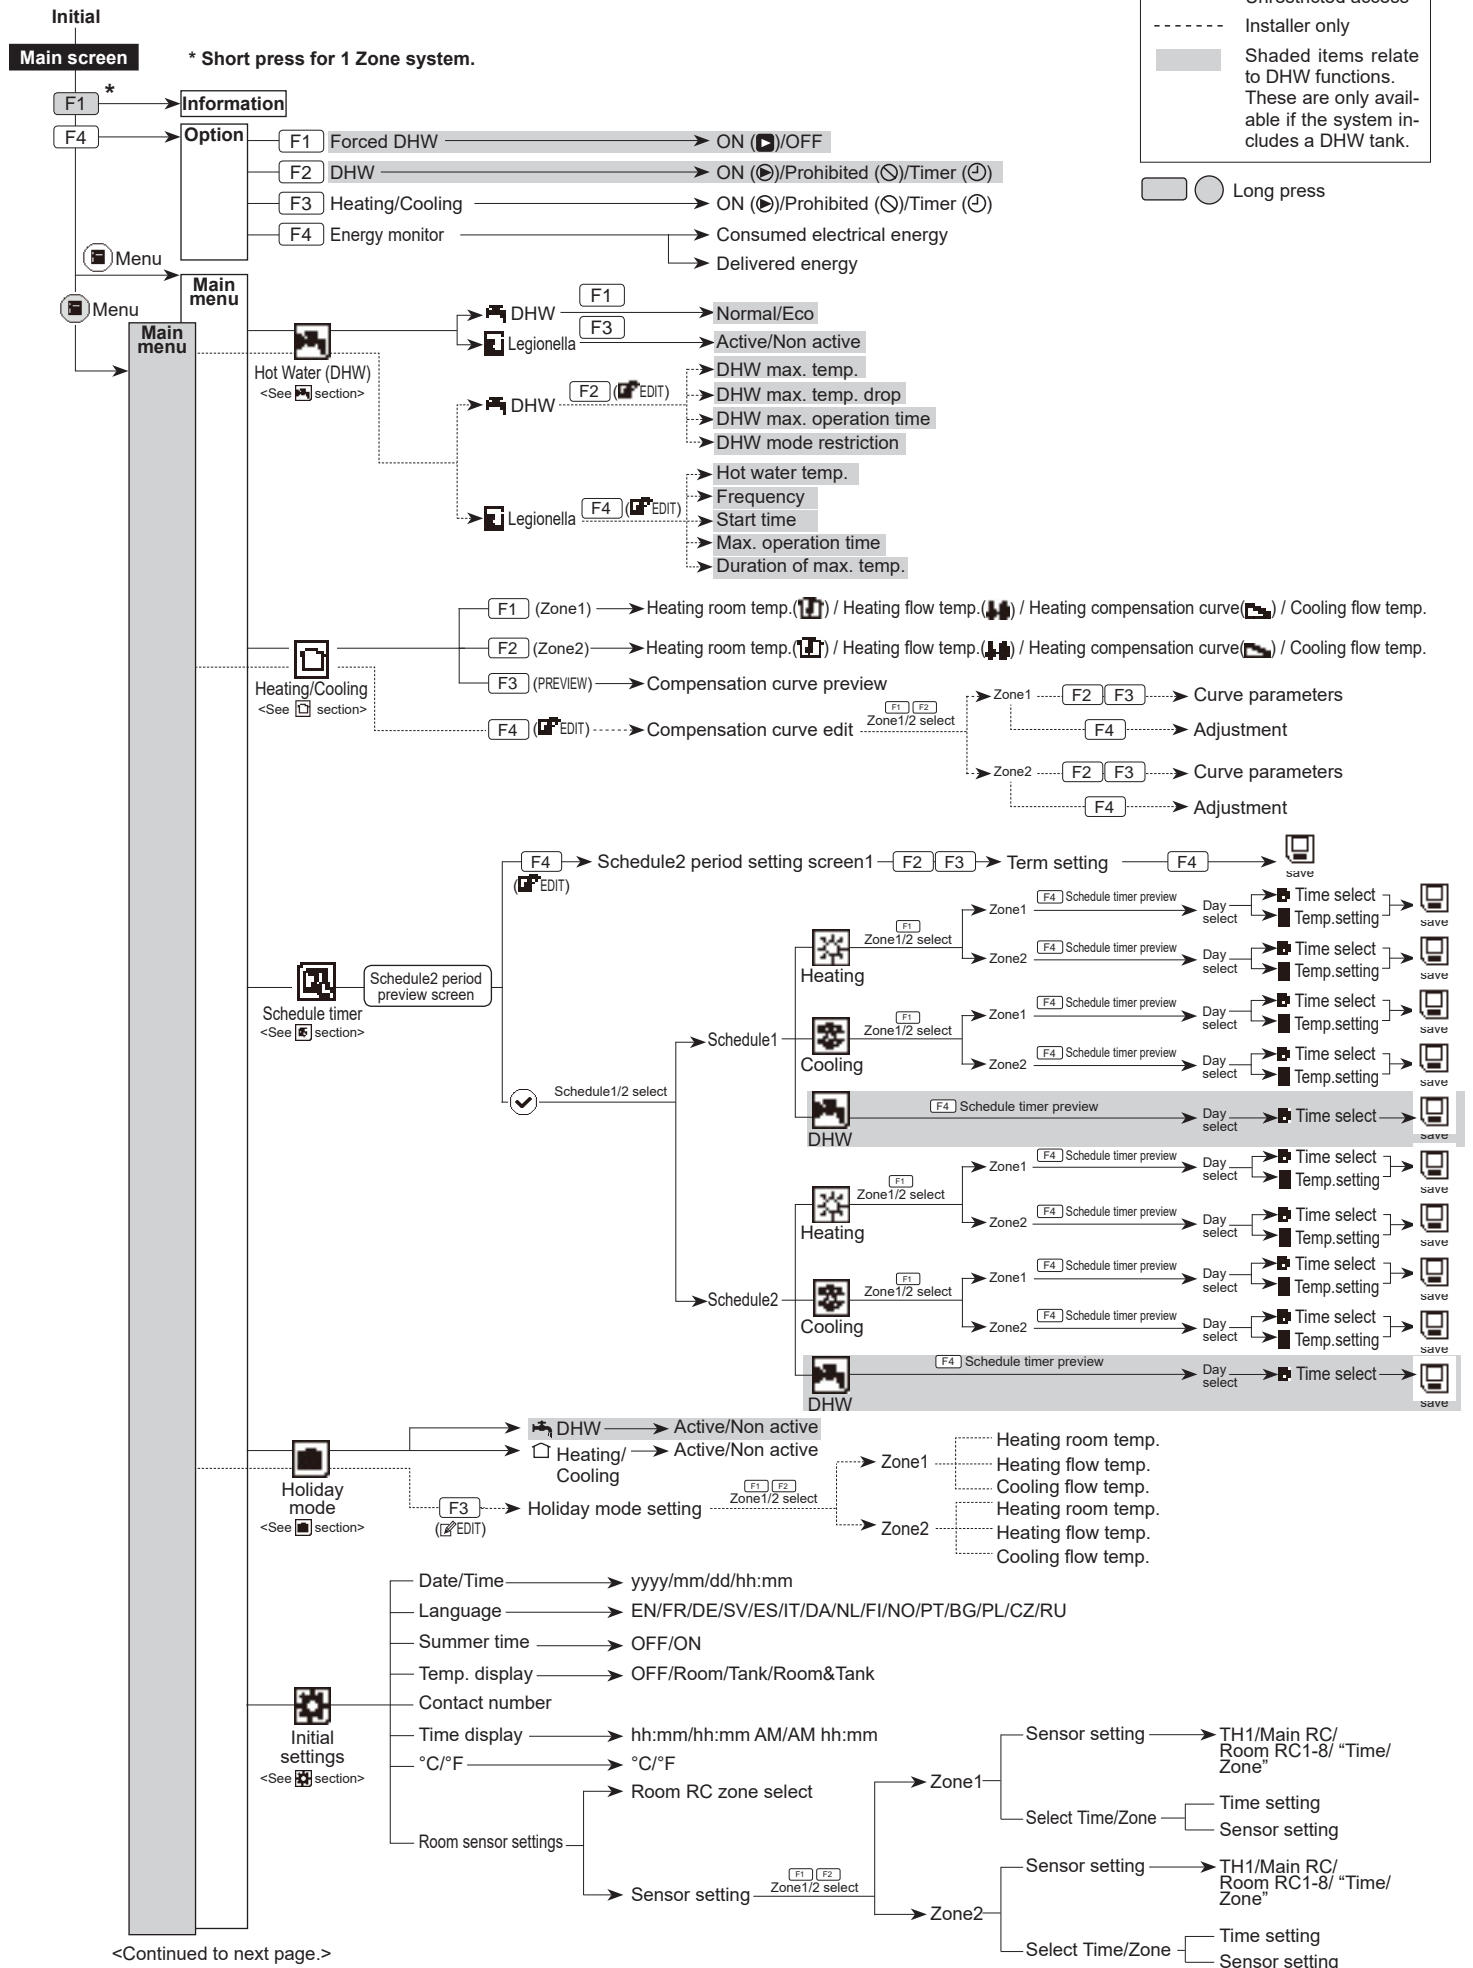 Initial
Main screen
* Short press for 1 Zone system.
Unrestricted access
Installer only
Shaded items relate
to DHW functions.
These are only avail-
able if the system in-
cludes a DHW tank.
Long press
F1
*
Information
F4
Option
F1 Forced DHW ON ( )/OFF
F2 DHW ON ( )/Prohibited ( )/Timer ( )
F3 Heating/Cooling ON ( )/Prohibited ( )/Timer ( )
F4 Energy monitor Consumed electrical energy
Delivered energy
Menu
Main
menu
Menu
Main
menu
Hot Water (DHW)
<See section>
DHW F1 Normal/Eco
Legionella F3 Active/Non active
DHW F2 ( EDIT)
DHW max. temp.
DHW max. temp. drop
DHW max. operation time
DHW mode restriction
Legionella F4 ( EDIT)
Hot water temp.
Frequency
Start time
Max. operation time
Duration of max. temp.
Heating/Cooling
<See section>
F1 (Zone1) Heating room temp.( ) / Heating flow temp.( ) / Heating compensation curve( ) / Cooling flow temp.
F2 (Zone2) Heating room temp.( ) / Heating flow temp.( ) / Heating compensation curve( ) / Cooling flow temp.
F3 (PREVIEW) Compensation curve preview
F4 ( EDIT) Compensation curve edit
F1 F2
Zone1/2 select
Zone1 F2 F3 Curve parameters
F4 Adjustment
Zone2 F2 F3 Curve parameters
F4 Adjustment
Schedule timer
<See section>
Schedule2 period
preview screen
F4 Schedule2 period setting screen1 F2 F3 Term setting F4 save
( EDIT)
Schedule1/2 select
Schedule1
Heating
F1
Zone1/2 select
Zone1 F4 Schedule timer preview Day select Time select
Temp.setting save
Zone2 F4 Schedule timer preview Day select Time select
Temp.setting save
Cooling
F1
Zone1/2 select
Zone1 F4 Schedule timer preview Day select Time select
Temp.setting save
Zone2 F4 Schedule timer preview Day select Time select
Temp.setting save
DHW F4 Schedule timer preview Day select Time select save
Schedule2
Heating
F1
Zone1/2 select
Zone1 F4 Schedule timer preview Day select Time select
Temp.setting save
Zone2 F4 Schedule timer preview Day select Time select
Temp.setting save
Cooling
F1
Zone1/2 select
Zone1 F4 Schedule timer preview Day select Time select
Temp.setting save
Zone2 F4 Schedule timer preview Day select Time select
Temp.setting save
DHW F4 Schedule timer preview Day select Time select save
Holiday
mode
<See section>
DHW Active/Non active
Heating/ Active/Non active
Cooling
F3 Holiday mode setting
( EDIT)
F1 F2
Zone1/2 select
Zone1
Heating room temp.
Heating flow temp.
Cooling flow temp.
Zone2
Heating room temp.
Heating flow temp.
Cooling flow temp.
Initial
settings
<See section>
Date/Time yyyy/mm/dd/hh:mm
Language EN/FR/DE/SV/ES/IT/DA/NL/FI/NO/PT/BG/PL/CZ/RU
Summer time OFF/ON
Temp. display OFF/Room/Tank/Room&Tank
Contact number
Time display hh:mm/hh:mm AM/AM hh:mm
°C/°F °C/°F
Room sensor settings
Room RC zone select
Sensor setting
F1 F2
Zone1/2 select
Zone1
Sensor setting TH1/Main RC/
Room RC1-8/ “Time/
Zone”
Select Time/Zone
Time setting
Sensor setting
Zone2
Sensor setting TH1/Main RC/
Room RC1-8/ “Time/
Zone”
Select Time/Zone
Time setting
Sensor setting
<Continued to next page.>